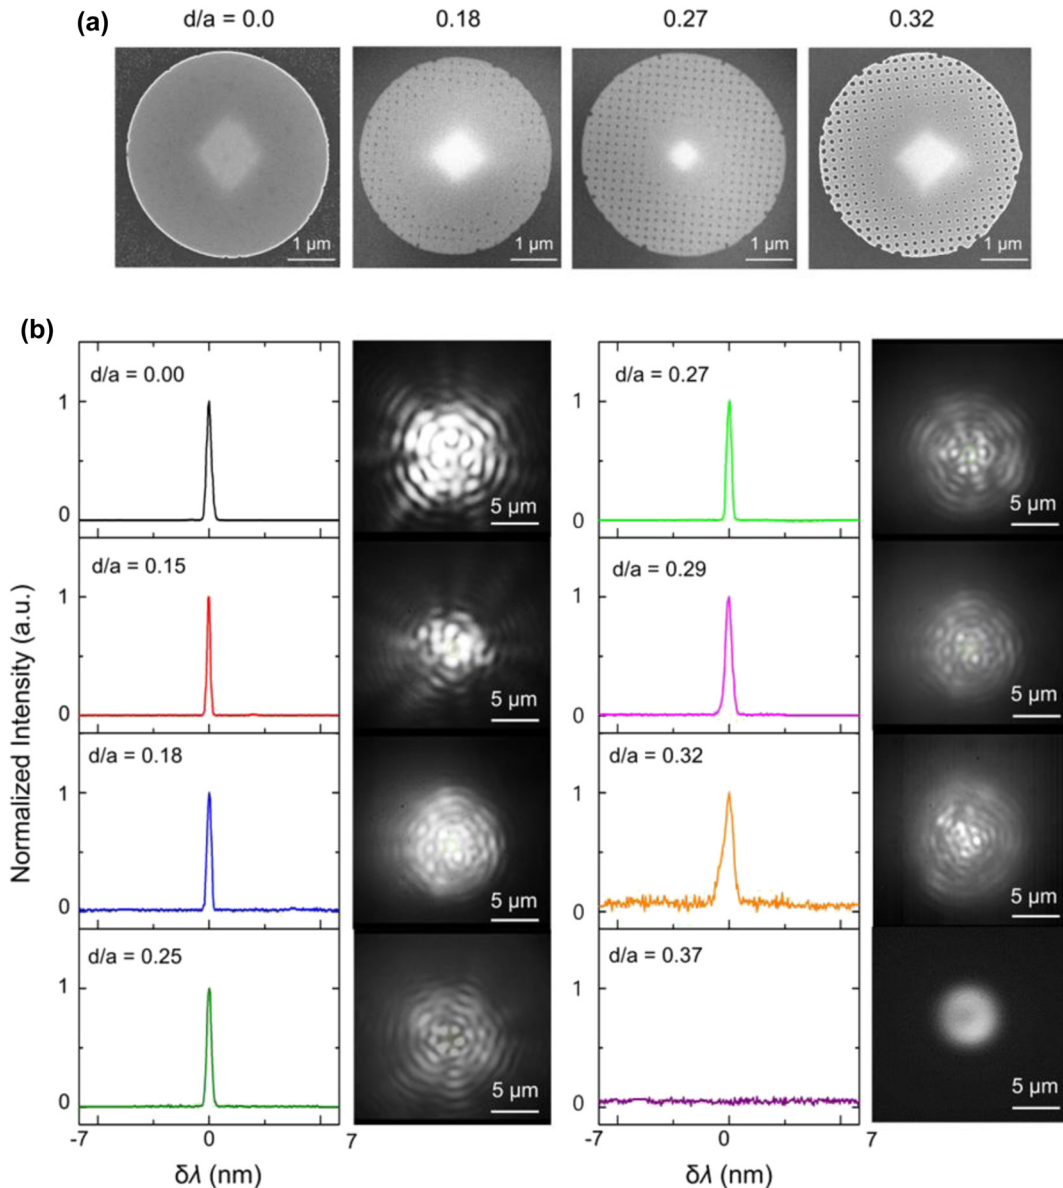 (a)
d/a = 0.0
0.18
0.27
0.32
1 μm
1 μm
1 μm
1 μm
(b)
Normalized Intensity (a.u.)
d/a = 0.00
1
0
5 μm
d/a = 0.27
1
0
5 μm
d/a = 0.15
1
0
5 μm
d/a = 0.29
1
0
5 μm
d/a = 0.18
1
0
5 μm
d/a = 0.32
1
0
5 μm
d/a = 0.25
1
0
5 μm
d/a = 0.37
1
0
5 μm
-7
0
7
-7
0
7
δλ (nm)
δλ (nm)